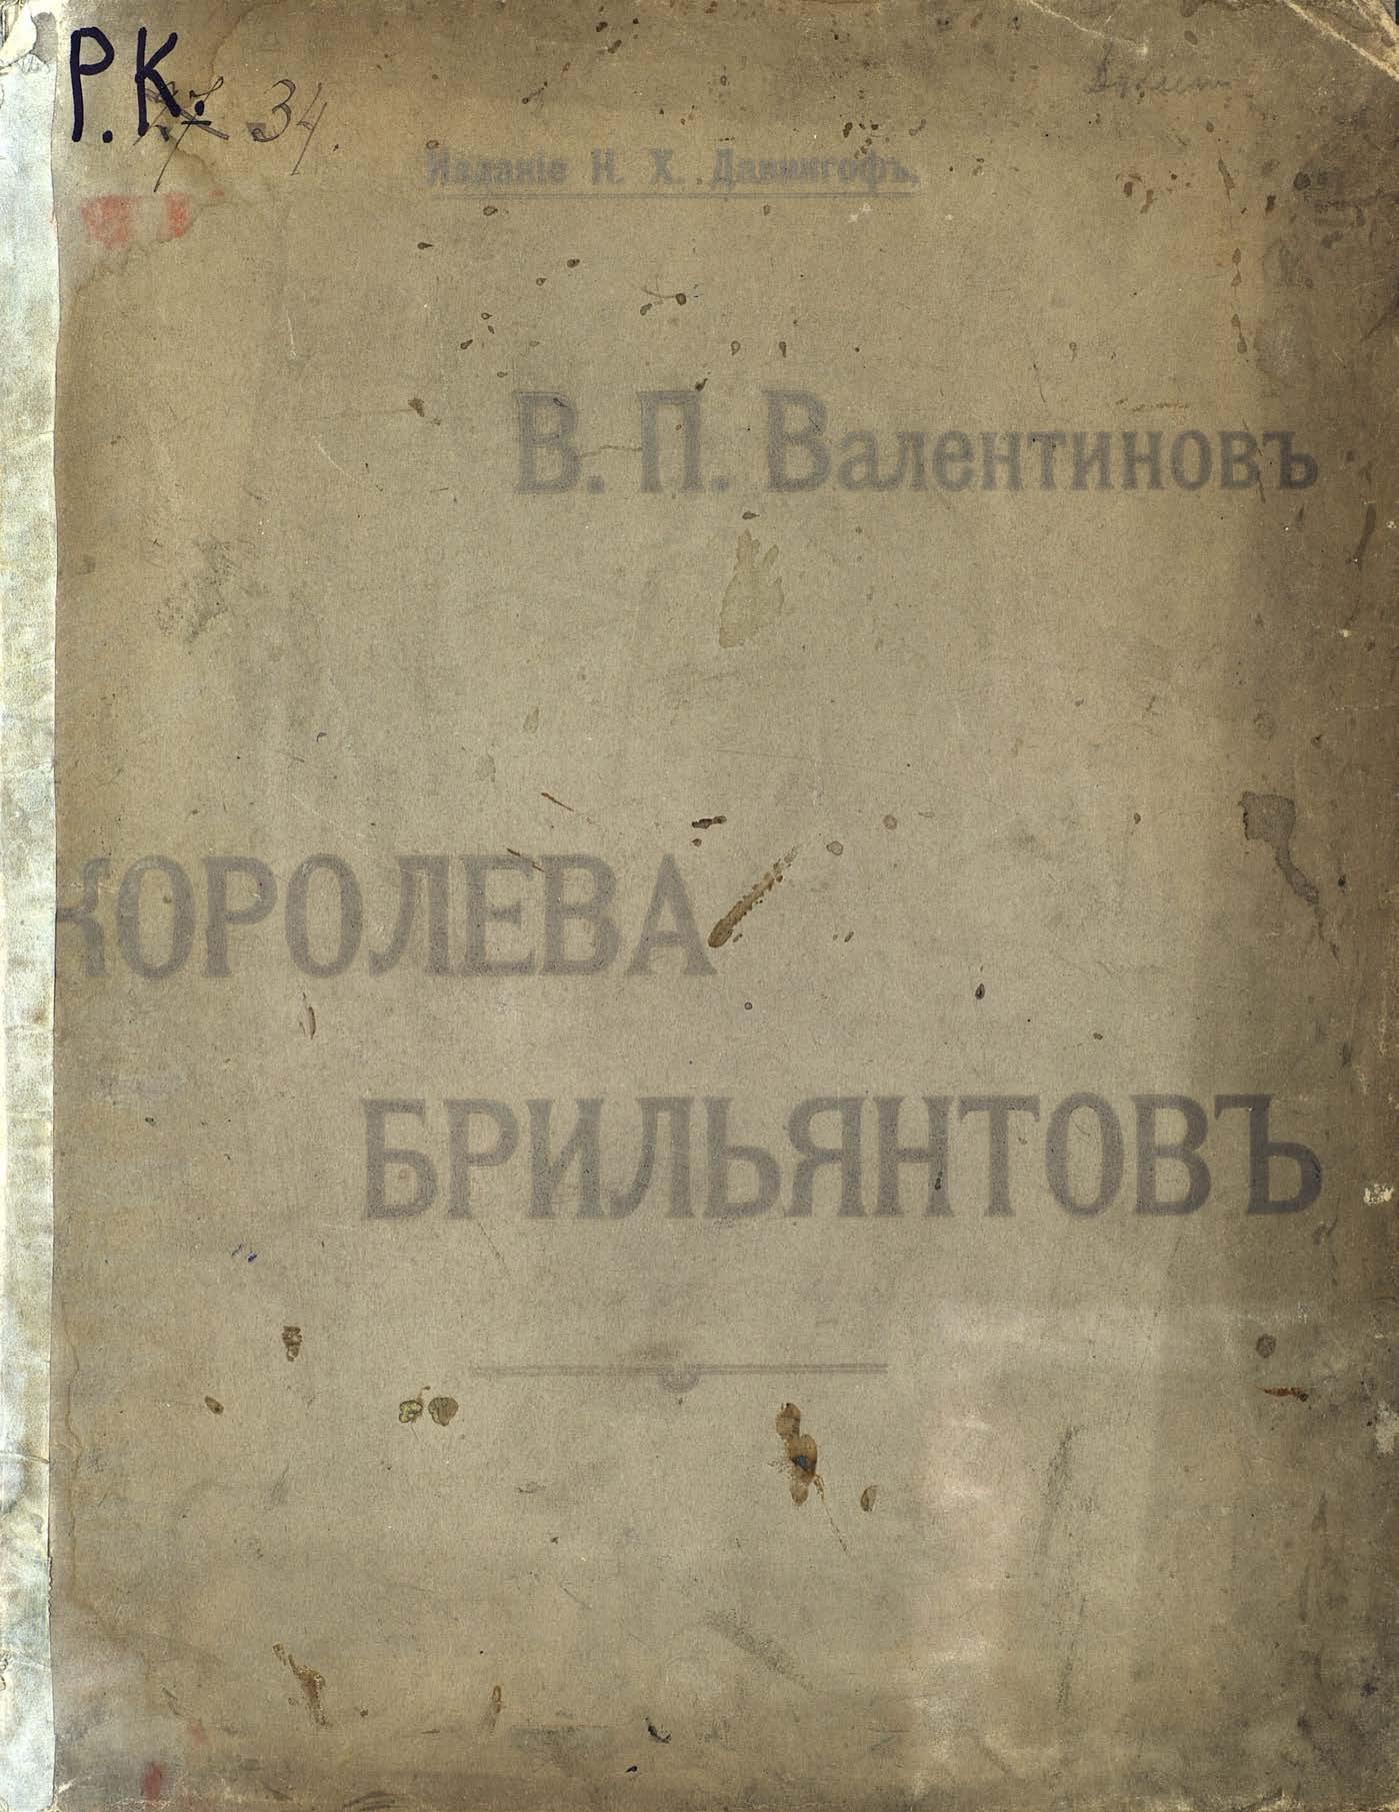 Р.К.
34.
Изданіе Н. Х. Давингофъ.
В. П. Валентиновъ
КОРОЛЕВА
БРИЛЬЯНТОВЪ